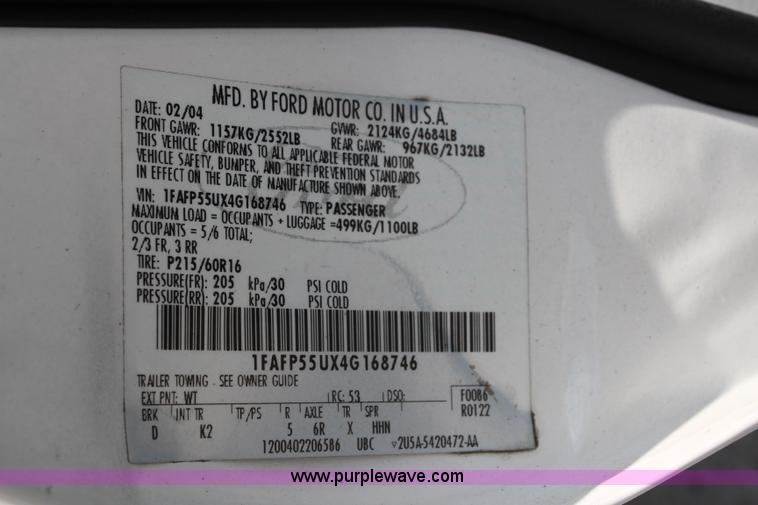 MFD. BY FORD MOTOR CO. IN U.S.A.
DATE: 02/04 GVWR: 2124KG/4684LB
FRONT GAWR: 1157KG/2552LB REAR GAWR: 967KG/2132LB
THIS VEHICLE CONFORMS TO ALL APPLICABLE FEDERAL MOTOR
VEHICLE SAFETY, BUMPER, AND THEFT PREVENTION STANDARDS
IN EFFECT ON THE DATE OF MANUFACTURE SHOWN ABOVE
VIN: 1FAFP55UX4G168746 TYPE: PASSENGER
MAXIMUM LOAD = OCCUPANTS + LUGGAGE =499KG/1100LB
OCCUPANTS = 5/6 TOTAL;
2/3 FR, 3 RR
TIRE: P215/60R16
PRESSURE(FR): 205 kPa/30 PSI COLD
PRESSURE(RR): 205 kPa/30 PSI COLD
1FAFP55UX4G168746
TRAILER TOWING - SEE OWNER GUIDE
EXT PNT: WT RC: 53 DSO: F0086
BRK INT TR TP/PS R AXLE TR SPR R0122
D K2 5 6R X HHN
1200402206586 UBC ▽2U5A-5420472-AA
www.purplewave.com